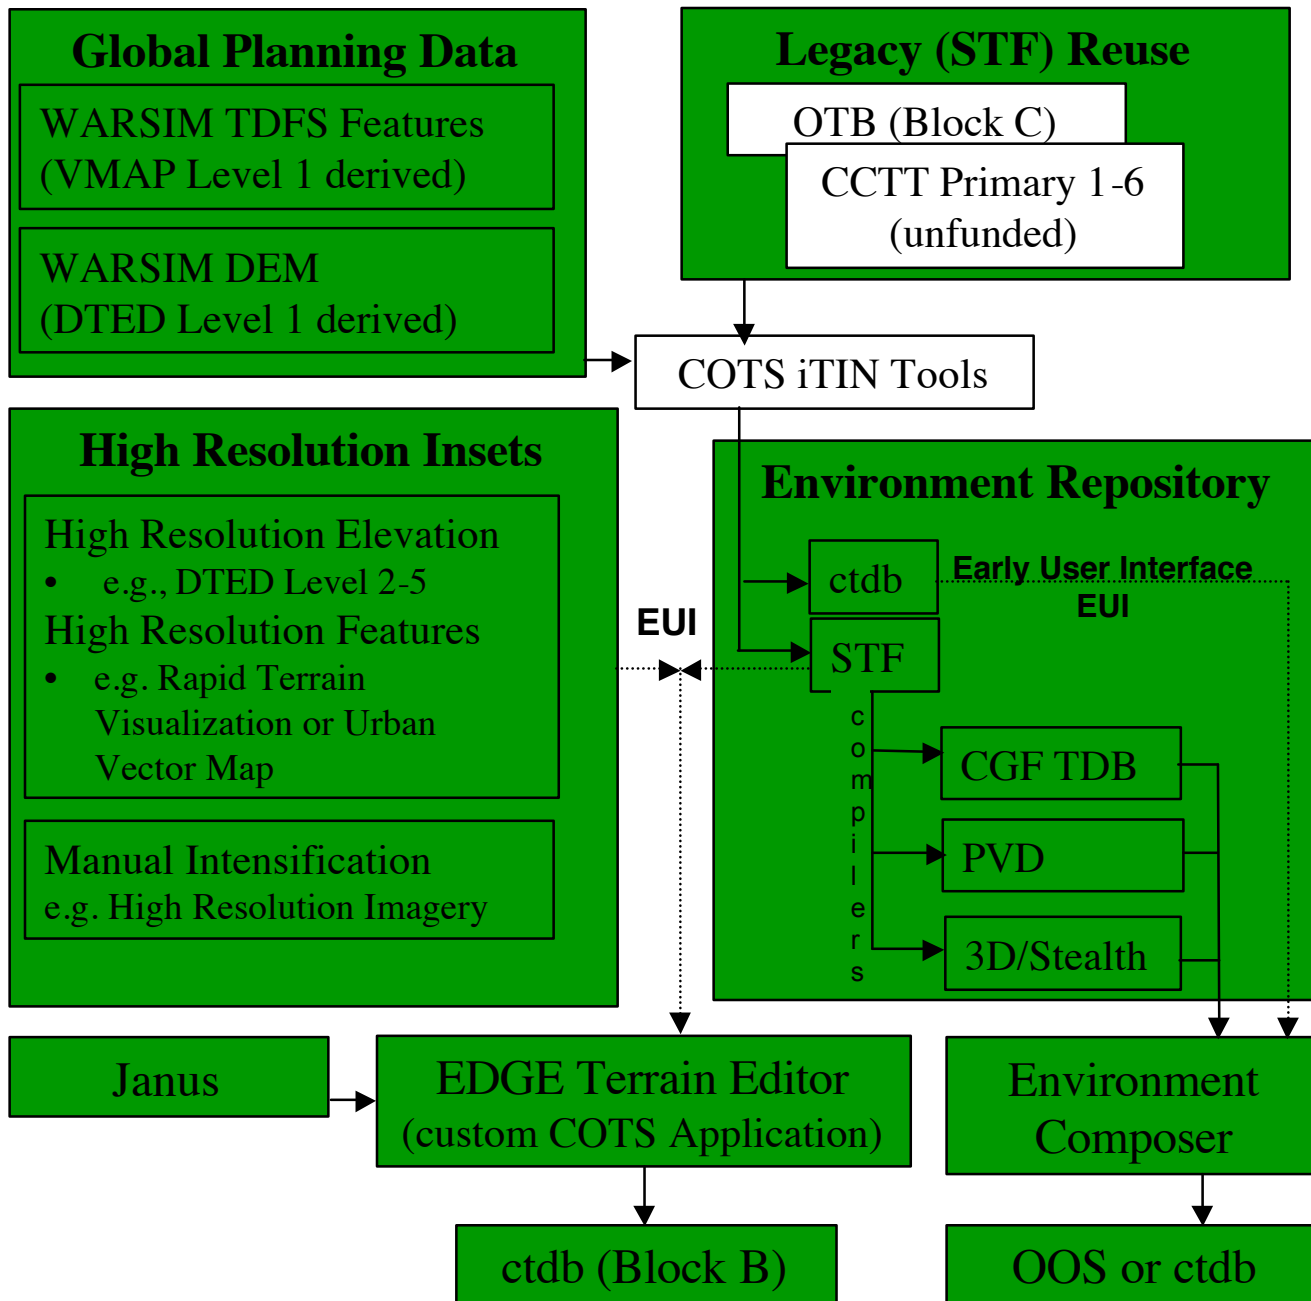 Global Planning Data
WARSIM TDFS Features
(VMAP Level 1 derived)
WARSIM DEM
(DTED Level 1 derived)
Legacy (STF) Reuse
OTB (Block C)
CCTT Primary 1-6
(unfunded)
COTS iTIN Tools
High Resolution Insets
High Resolution Elevation
• e.g., DTED Level 2-5
High Resolution Features
• e.g. Rapid Terrain
Visualization or Urban
Vector Map
Manual Intensification
e.g. High Resolution Imagery
EUI
Environment Repository
ctdb
Early User Interface
EUI
STF
compilers
CGF TDB
PVD
3D/Stealth
Janus
EDGE Terrain Editor
(custom COTS Application)
Environment
Composer
ctdb (Block B)
OOS or ctdb